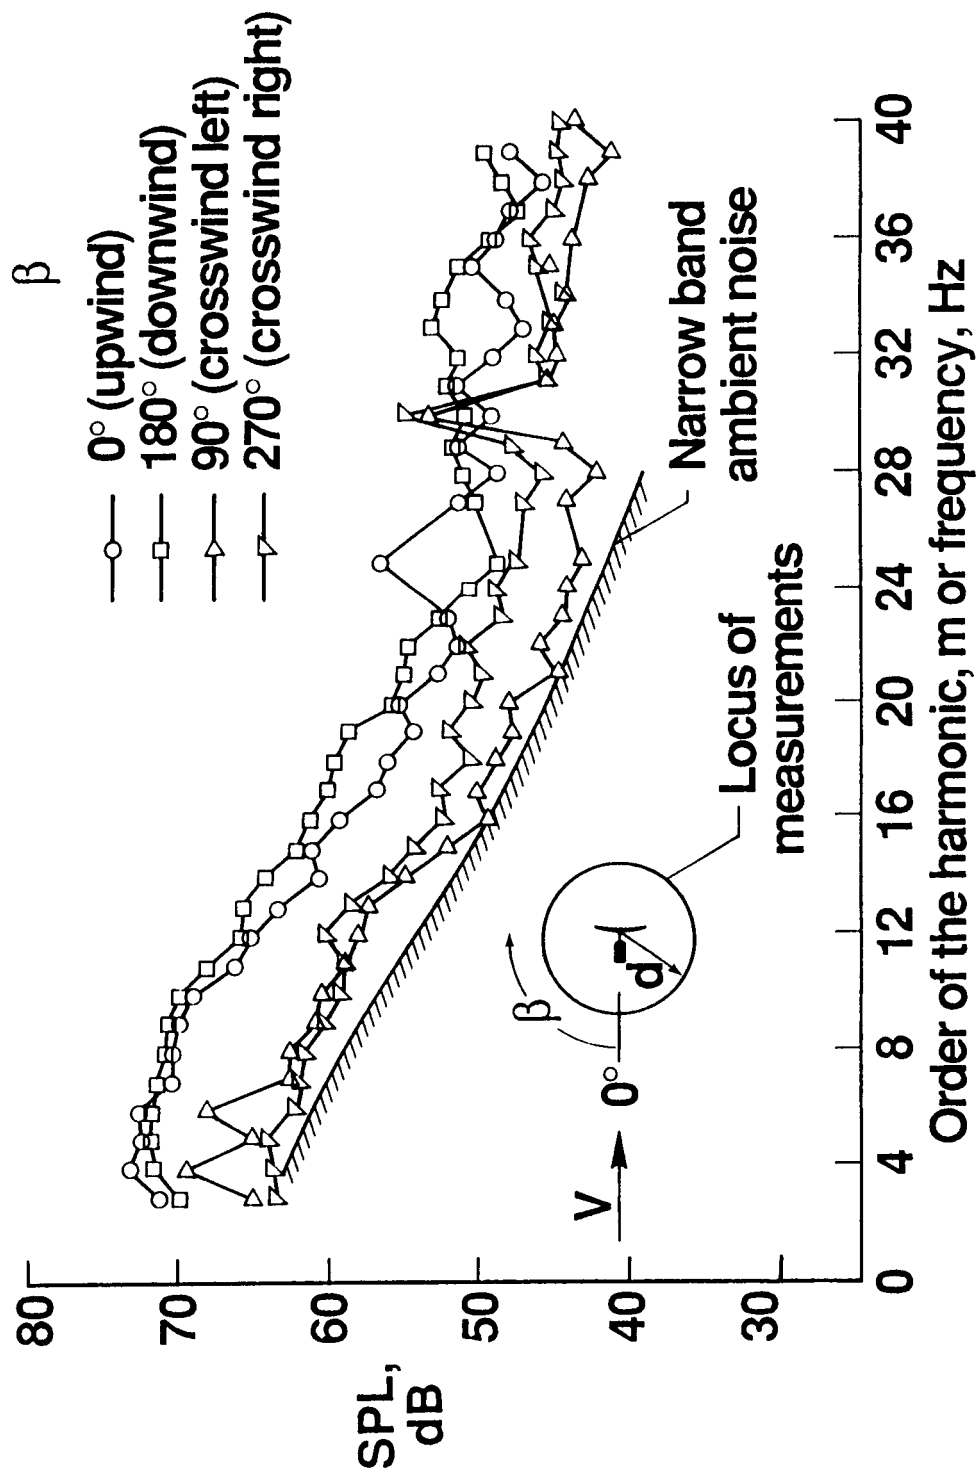 β
0° (upwind)
180° (downwind)
90° (crosswind left)
270° (crosswind right)
80
70
60
50
40
30
SPL,
dB
Narrow band
ambient noise
Locus of
measurements
β
d
V
0°
0
4
8
12
16
20
24
28
32
36
40
Order of the harmonic, m or frequency, Hz